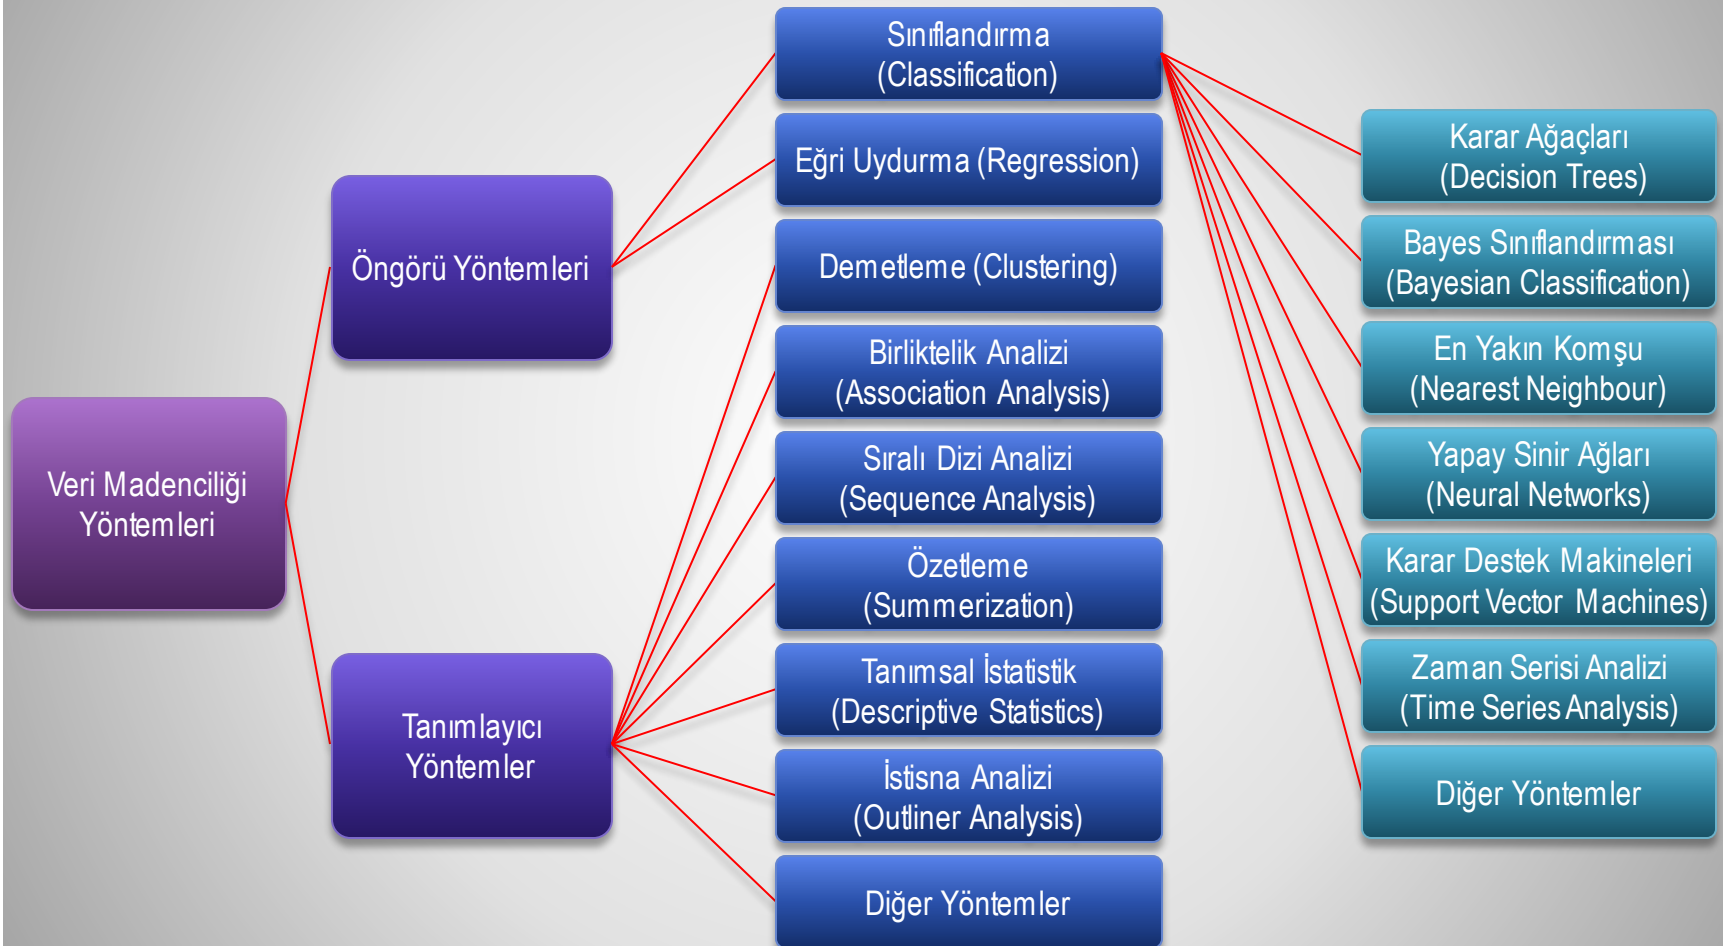 Veri Madenciliği
Yöntemleri
Öngörü Yöntemleri
Tanımlayıcı
Yöntemler
Sınıflandırma
(Classification)
Eğri Uydurma (Regression)
Demetleme (Clustering)
Birliktelik Analizi
(Association Analysis)
Sıralı Dizi Analizi
(Sequence Analysis)
Özetleme
(Summerization)
Tanımsal İstatistik
(Descriptive Statistics)
İstisna Analizi
(Outliner Analysis)
Diğer Yöntemler
Karar Ağaçları
(Decision Trees)
Bayes Sınıflandırması
(Bayesian Classification)
En Yakın Komşu
(Nearest Neighbour)
Yapay Sinir Ağları
(Neural Networks)
Karar Destek Makineleri
(Support Vector Machines)
Zaman Serisi Analizi
(Time Series Analysis)
Diğer Yöntemler